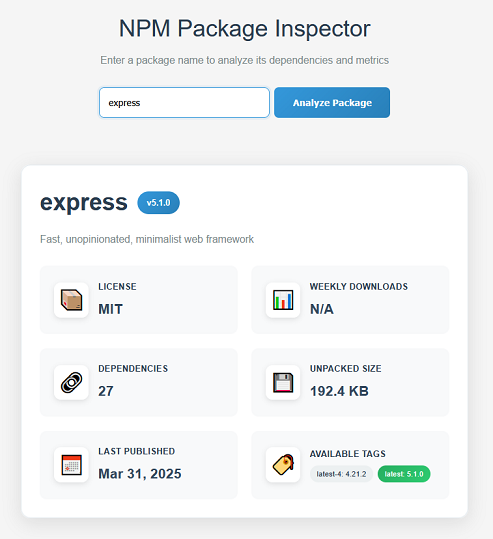 NPM Package Inspector
Enter a package name to analyze its dependencies and metrics
express
Analyze Package
express v5.1.0
Fast, unopinionated, minimalist web framework
LICENSE
MIT
WEEKLY DOWNLOADS
N/A
DEPENDENCIES
27
UNPACKED SIZE
192.4 KB
LAST PUBLISHED
Mar 31, 2025
AVAILABLE TAGS
latest-4: 4.21.2 latest: 5.1.0